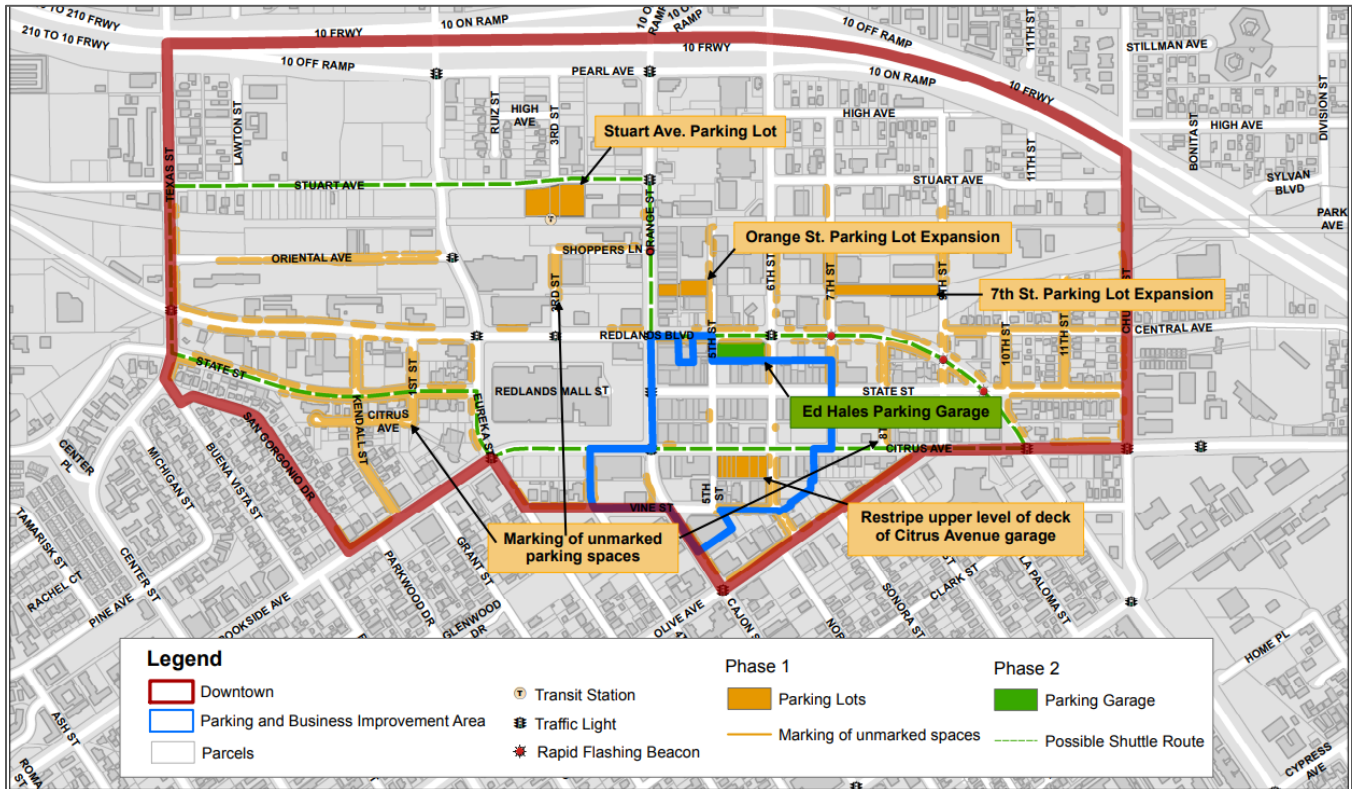 210 TO 210 FRWY
210 TO 10 FRWY
10 ON RAMP
10 FRWY
10 OFF RAMP
10 FRWY
10 OFF RAMP
10 ON RAMP
10 FRWY
11TH ST
STILLMAN AVE
DIVISION ST
PEARL AVE
LAWTON ST
RUIZ ST
HIGH
AVE
3RD ST
HIGH AVE
11TH ST
BONITA ST
HIGH AVE
Stuart Ave. Parking Lot
TEXAS ST
STUART AVE
STUART AVE
SYLVAN
BLVD
PARK
AVE
ORANGE ST
Orange St. Parking Lot Expansion
ORIENTAL AVE
SHOPPERS LN
3RD ST
6TH ST
7TH ST
9TH ST
7th St. Parking Lot Expansion
REDLANDS BLVD
5TH ST
CENTRAL AVE
10TH ST
11TH ST
STATE ST
1ST ST
REDLANDS MALL ST
STATE ST
Ed Hales Parking Garage
KENDALL ST
CITRUS
AVE
EUREKA ST
CITRUS AVE
CENTER
PL
MICHIGAN ST
BUENA VISTA ST
SAN GORGONIO DR
5TH
ST
VINE ST
Marking of unmarked
parking spaces
Restripe upper level of deck
of Citrus Avenue garage
TAMARISK ST
RACHEL CT
PINE AVE
CENTER ST
PARKWOOD DR
GRANT ST
GLENWOOD
DR
OLIVE AVE
SONORA ST
CLARK ST
LA PALOMA ST
HOME PL
ASH ST
CYPRESS
AVE
Legend
Downtown
Parking and Business Improvement Area
Parcels
Transit Station
Traffic Light
Rapid Flashing Beacon
Phase 1
Parking Lots
Marking of unmarked spaces
Phase 2
Parking Garage
Possible Shuttle Route